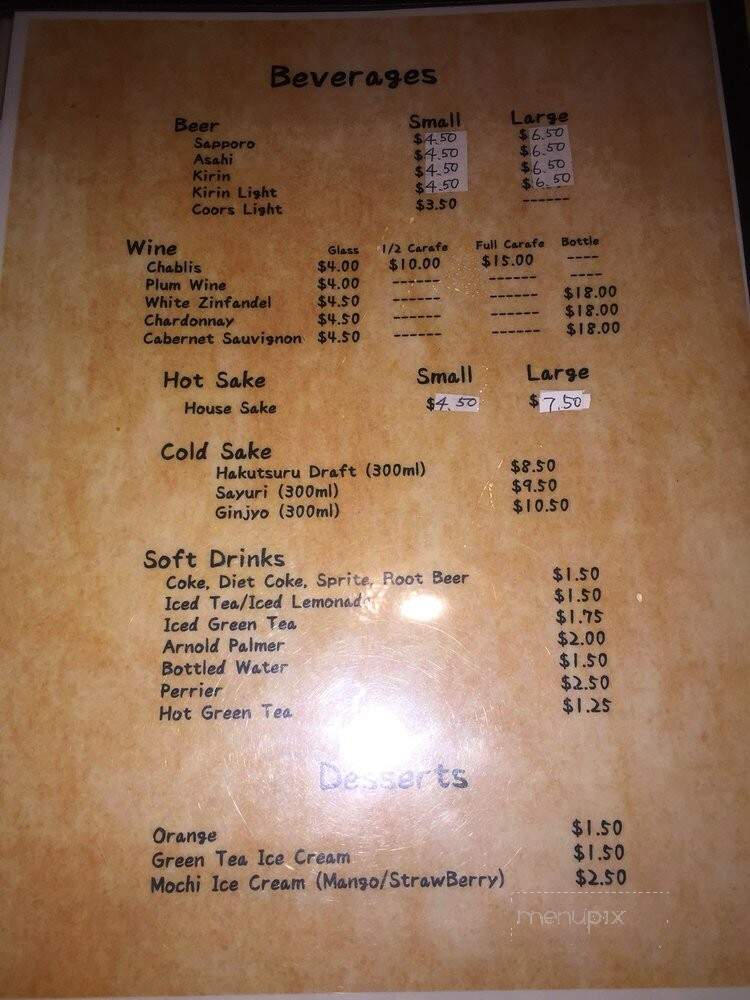 Beverages
Beer Small Large
Sapporo $4.50 $6.50
Asahi $4.50 $6.50
Kirin $4.50 $6.50
Kirin Light $4.50 $6.50
Coors Light $3.50 ------
Wine Glass 1/2 Carafe Full Carafe Bottle
Chablis $4.00 $10.00 $15.00 ----
Plum Wine $4.00 ------ ------ ----
White Zinfandel $4.50 ------ ------ $18.00
Chardonnay $4.50 ------ ------ $18.00
Cabernet Sauvignon $4.50 ------ ------ $18.00
Hot Sake Small Large
House Sake $4.50 $7.50
Cold Sake
Hakutsuru Draft (300ml) $8.50
Sayuri (300ml) $9.50
Ginjyo (300ml) $10.50
Soft Drinks
Coke, Diet Coke, Sprite, Root Beer $1.50
Iced Tea/Iced Lemonade $1.50
Iced Green Tea $1.75
Arnold Palmer $2.00
Bottled Water $1.50
Perrier $2.50
Hot Green Tea $1.25
Desserts
Orange $1.50
Green Tea Ice Cream $1.50
Mochi Ice Cream (Mango/StrawBerry) $2.50
menupix